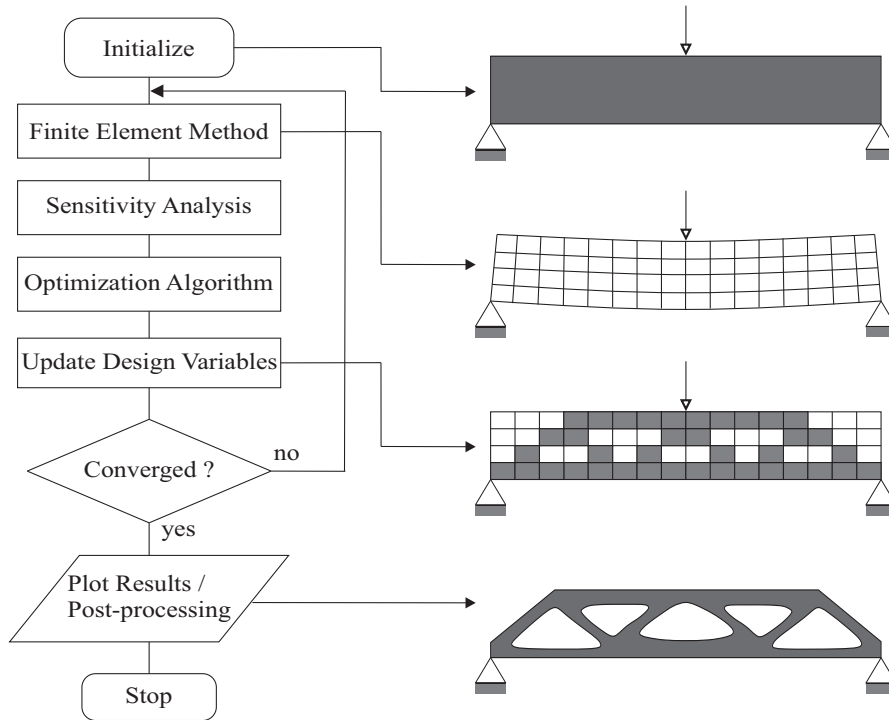 Initialize
Finite Element Method
Sensitivity Analysis
Optimization Algorithm
Update Design Variables
Converged ?
no
yes
Plot Results /
Post-processing
Stop